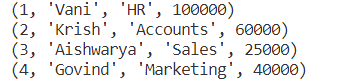 (1, 'Vani', 'HR', 100000)
(2, 'Krish', 'Accounts', 60000)
(3, 'Aishwarya', 'Sales', 25000)
(4, 'Govind', 'Marketing', 40000)